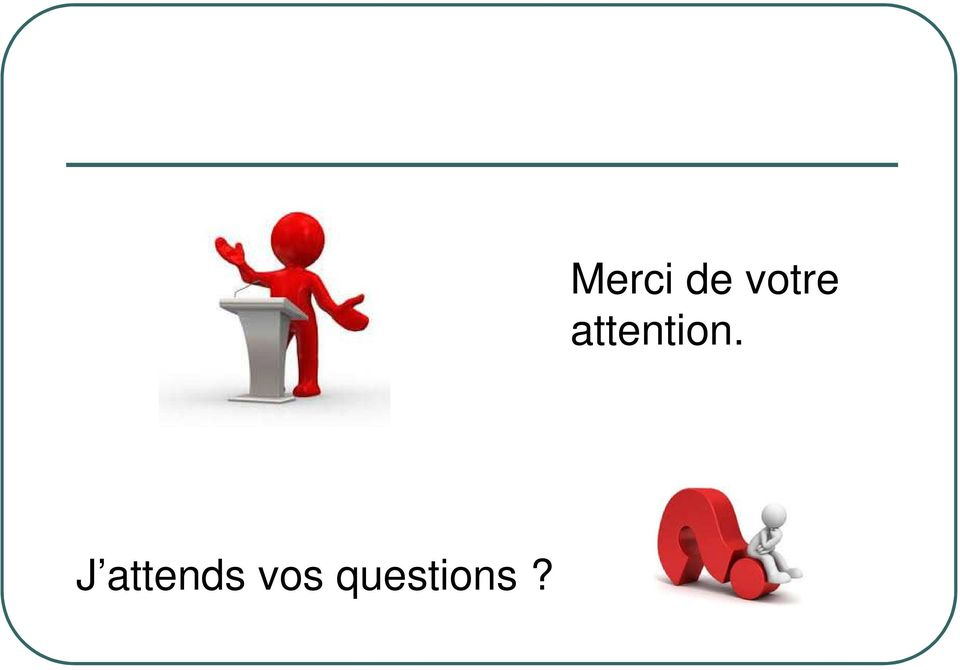 Merci de votre
attention.
J’attends vos questions ?